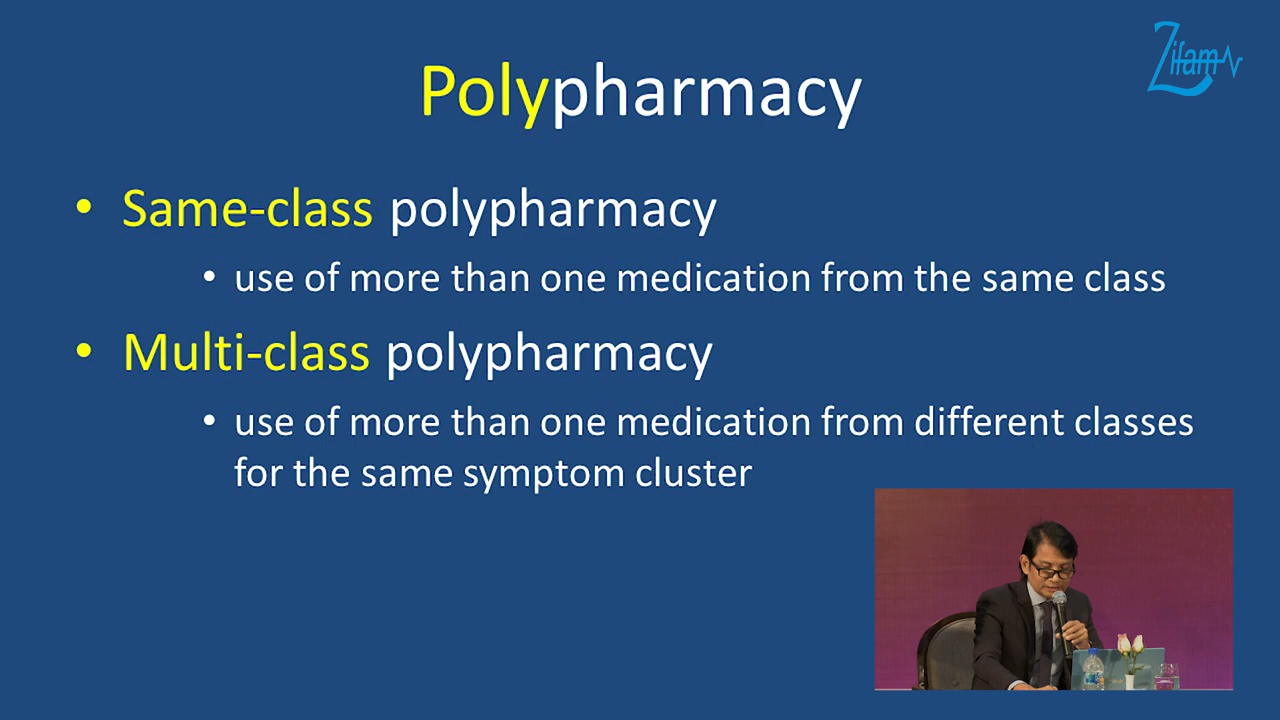 Zifam
Polypharmacy
• Same-class polypharmacy
• use of more than one medication from the same class
• Multi-class polypharmacy
• use of more than one medication from different classes
for the same symptom cluster